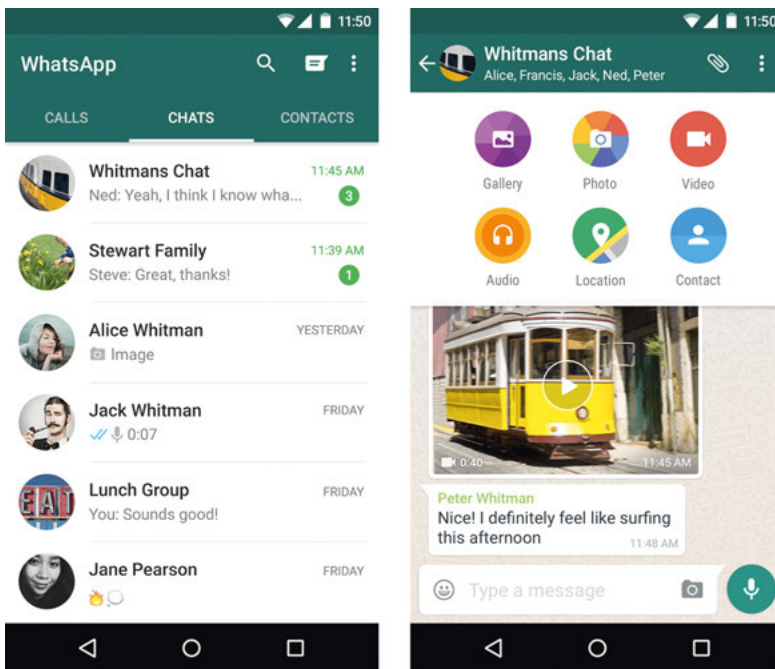 11:50
WhatsApp
CALLS
CHATS
CONTACTS
Whitmans Chat
11:45 AM
Ned: Yeah, I think I know wha...
3
Stewart Family
11:39 AM
Steve: Great, thanks!
1
Alice Whitman
YESTERDAY
Image
Jack Whitman
FRIDAY
0:07
EAT
Lunch Group
FRIDAY
You: Sounds good!
Jane Pearson
FRIDAY
11:50
Whitmans Chat
Alice, Francis, Jack, Ned, Peter
Gallery
Photo
Video
Audio
Location
Contact
0:40
11:45 AM
Peter Whitman
Nice! I definitely feel like surfing
this afternoon
11:48 AM
Type a message